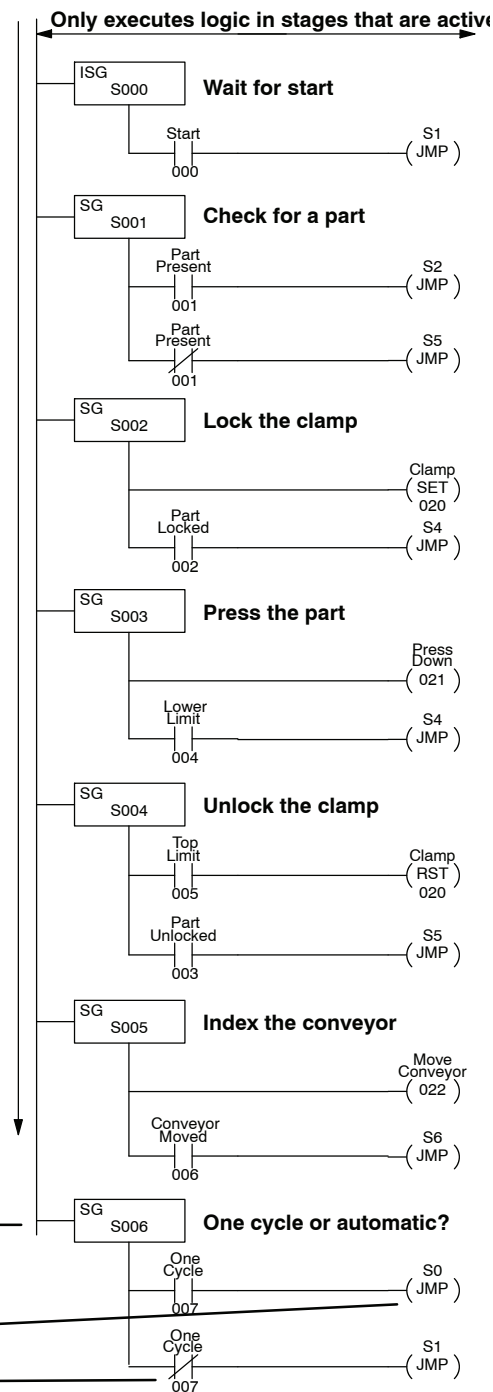 Only executes logic in stages that are active
ISG
S000
Wait for start
Start
000
S1
JMP
SG
S001
Check for a part
Part
Present
001
S2
JMP
Part
Present
001
S5
JMP
SG
S002
Lock the clamp
Clamp
SET
020
Part
Locked
002
S4
JMP
SG
S003
Press the part
Press
Down
021
Lower
Limit
004
S4
JMP
SG
S004
Unlock the clamp
Top
Limit
005
Clamp
RST
020
Part
Unlocked
003
S5
JMP
SG
S005
Index the conveyor
Move
Conveyor
022
Conveyor
Moved
006
S6
JMP
SG
S006
One cycle or automatic?
One
Cycle
007
S0
JMP
One
Cycle
007
S1
JMP